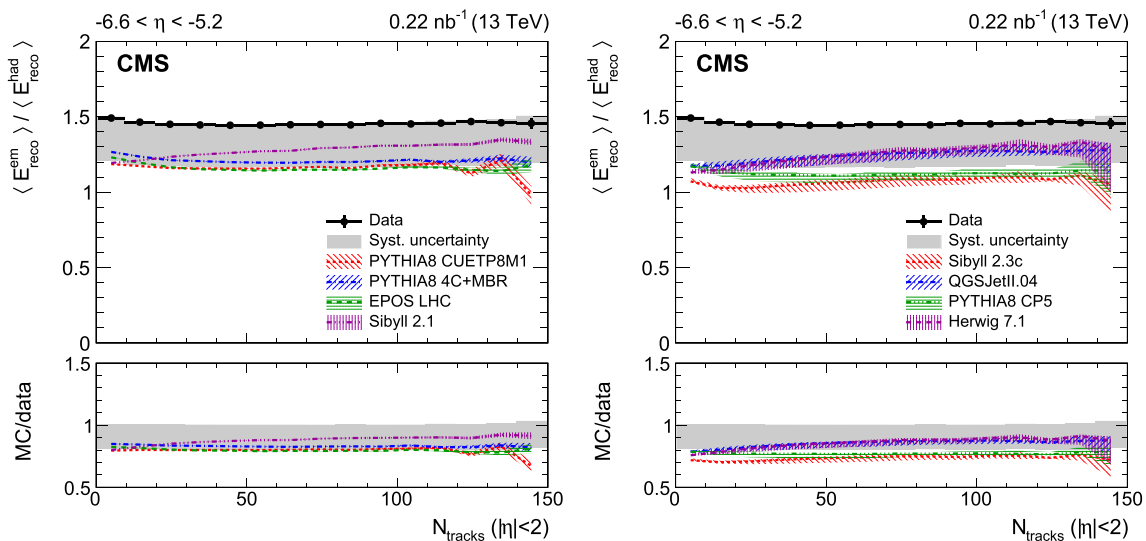 -6.6 < η < -5.2 0.22 nb⁻¹ (13 TeV)
CMS
⟨ E^em_reco ⟩ / ⟨ E^had_reco ⟩
2
1.5
1
0.5
0
Data
Syst. uncertainty
PYTHIA8 CUETP8M1
PYTHIA8 4C+MBR
EPOS LHC
Sibyll 2.1
MC/data
1.5
1
0.5
0 50 100 150
N_tracks (|η|<2)
-6.6 < η < -5.2 0.22 nb⁻¹ (13 TeV)
CMS
⟨ E^em_reco ⟩ / ⟨ E^had_reco ⟩
2
1.5
1
0.5
0
Data
Syst. uncertainty
Sibyll 2.3c
QGSJetII.04
PYTHIA8 CP5
Herwig 7.1
MC/data
1.5
1
0.5
0 50 100 150
N_tracks (|η|<2)